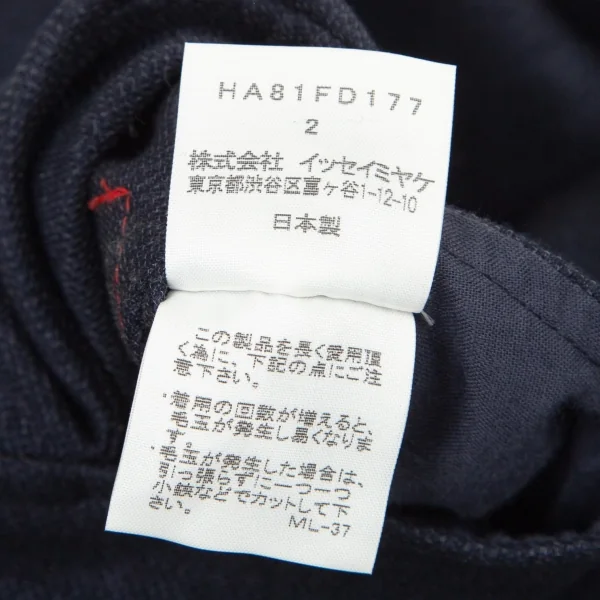 HA81FD177
2
株式会社 イッセイミヤケ
東京都渋谷区富ヶ谷1-12-10
日本製
この製品を長く愛用頂
く為に、下記の点にご注
意下さい。
・着用の回数が増えると、
毛玉が発生し易くなりま
す。
・毛玉が発生した場合は、
引っ張らずに一つ一つ
小鋏などでカットして下
さい。
ML-37